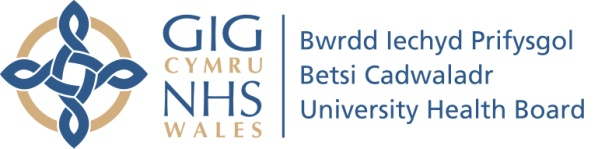 GIG
CYMRU
NHS
WALES
Bwrdd Iechyd Prifysgol
Betsi Cadwaladr
University Health Board